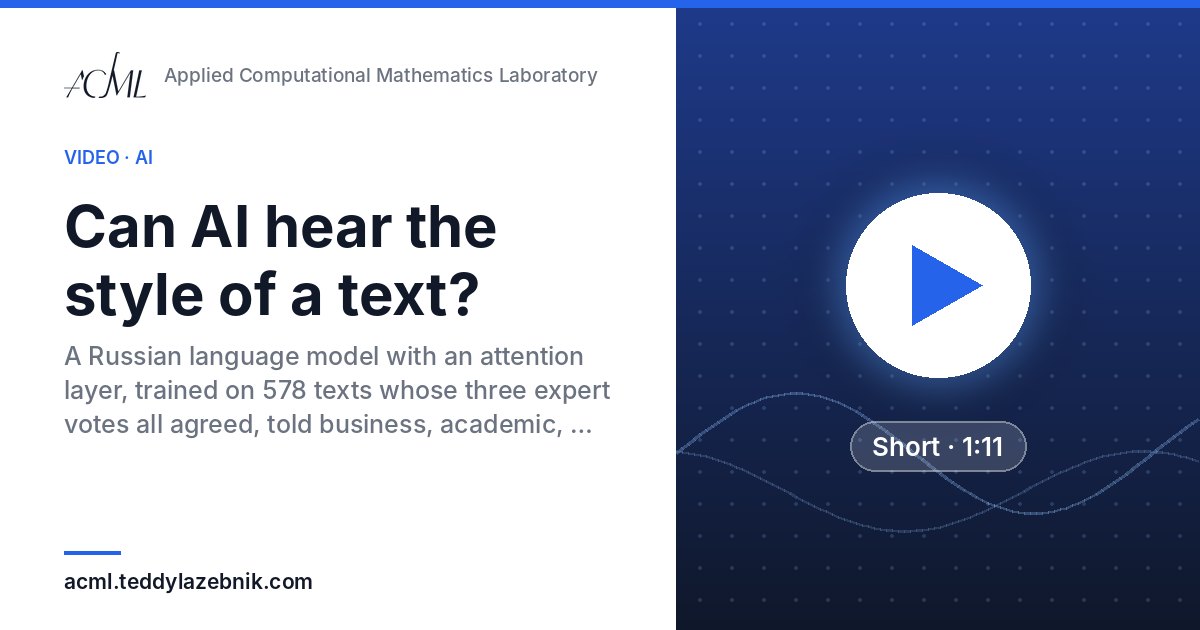 ACML
Applied Computational Mathematics Laboratory
VIDEO · AI
Can AI hear the
style of a text?
A Russian language model with an attention
layer, trained on 578 texts whose three expert
votes all agreed, told business, academic, ...
Short · 1:11
acml.teddylazebnik.com